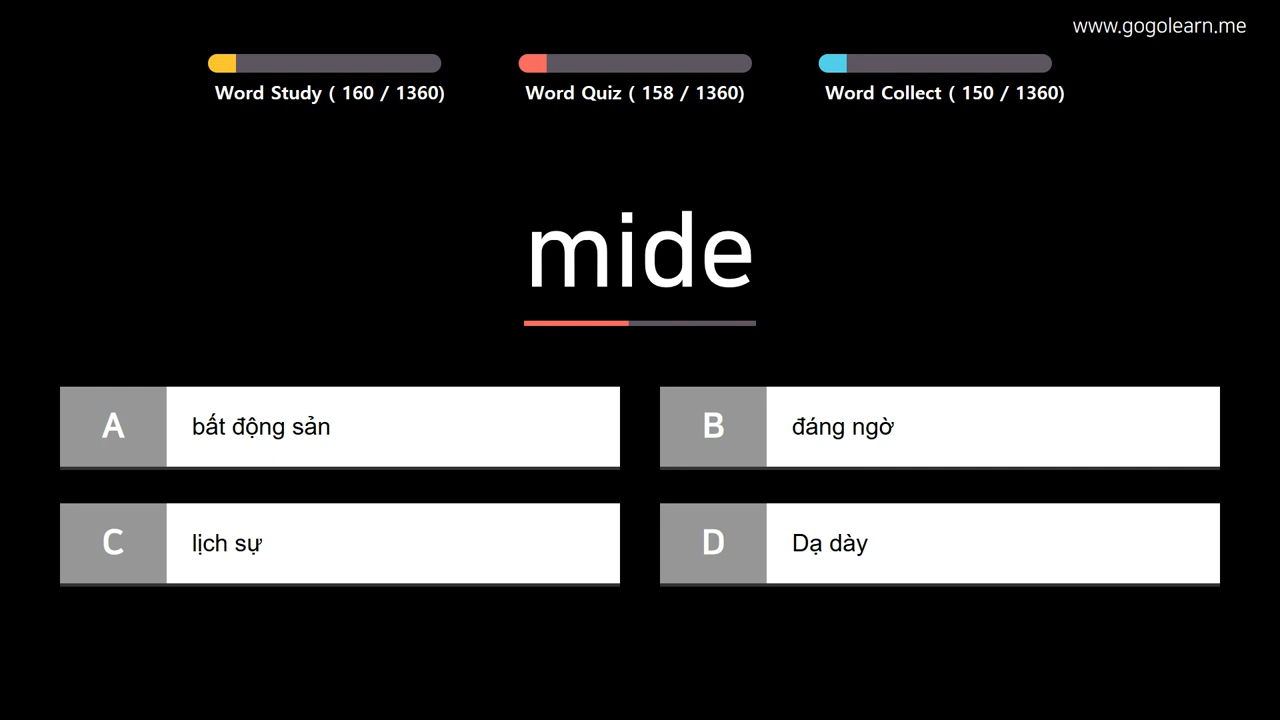 www.gogolearn.me
Word Study ( 160 / 1360)
Word Quiz ( 158 / 1360)
Word Collect ( 150 / 1360)
mide
A
bất động sản
B
đáng ngờ
C
lịch sự
D
Dạ dày